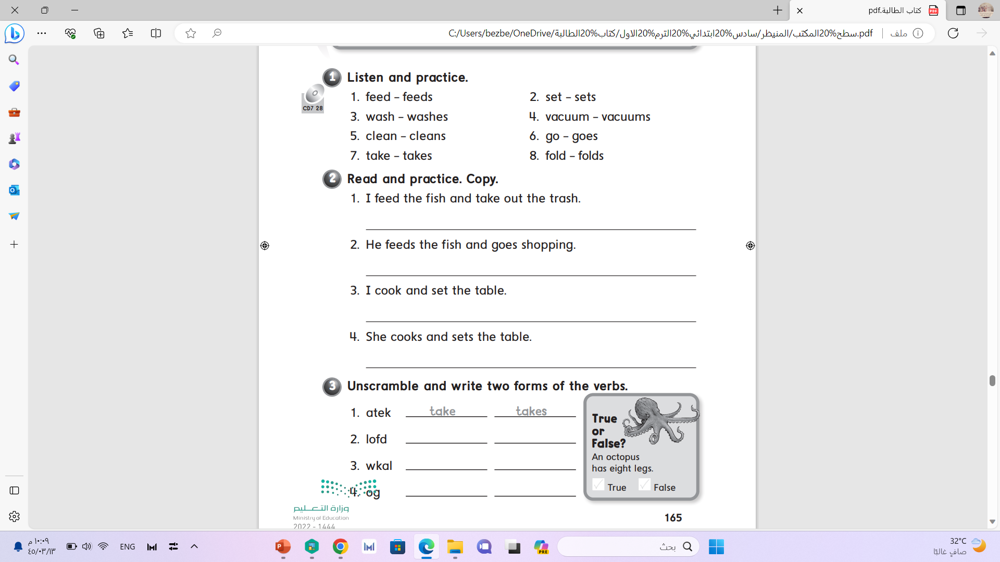 كتاب الطالبة.pdf
C:/Users/bezbe/OneDrive/سطح%20المكتب/المنيظر/سادس%20ابتدائي%20الترم%20الاول/كتاب%20الطالبة.pdf
ملف
1 Listen and practice.
CD7 28
1. feed – feeds 2. set – sets
3. wash – washes 4. vacuum – vacuums
5. clean – cleans 6. go – goes
7. take – takes 8. fold – folds
2 Read and practice. Copy.
1. I feed the fish and take out the trash.
2. He feeds the fish and goes shopping.
3. I cook and set the table.
4. She cooks and sets the table.
3 Unscramble and write two forms of the verbs.
1. atek take takes
2. lofd
3. wkal
4. og
True
or
False?
An octopus
has eight legs.
True False
وزارة التعليم
Ministry of Education
2022 - 1444
165
١٠:٠٩ م
٤٥/٠٣/١٣
ENG
PRE
بحث
32°C
صافٍ غالبًا